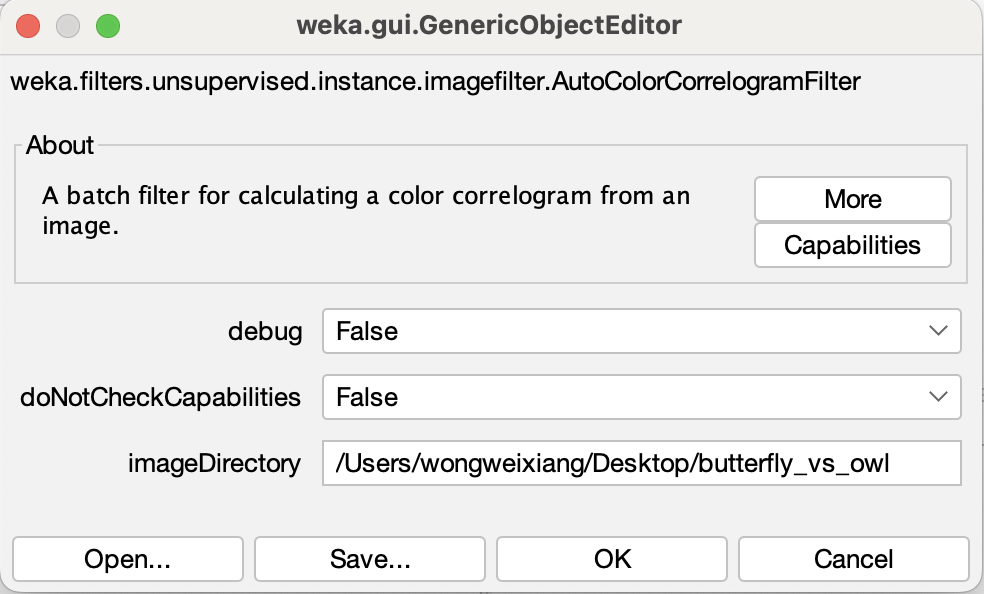 weka.gui.GenericObjectEditor
weka.filters.unsupervised.instance.imagefilter.AutoColorCorrelogramFilter
About
A batch filter for calculating a color correlogram from an
image.
More
Capabilities
debug False
doNotCheckCapabilities False
imageDirectory /Users/wongweixiang/Desktop/butterfly_vs_owl
Open... Save... OK Cancel